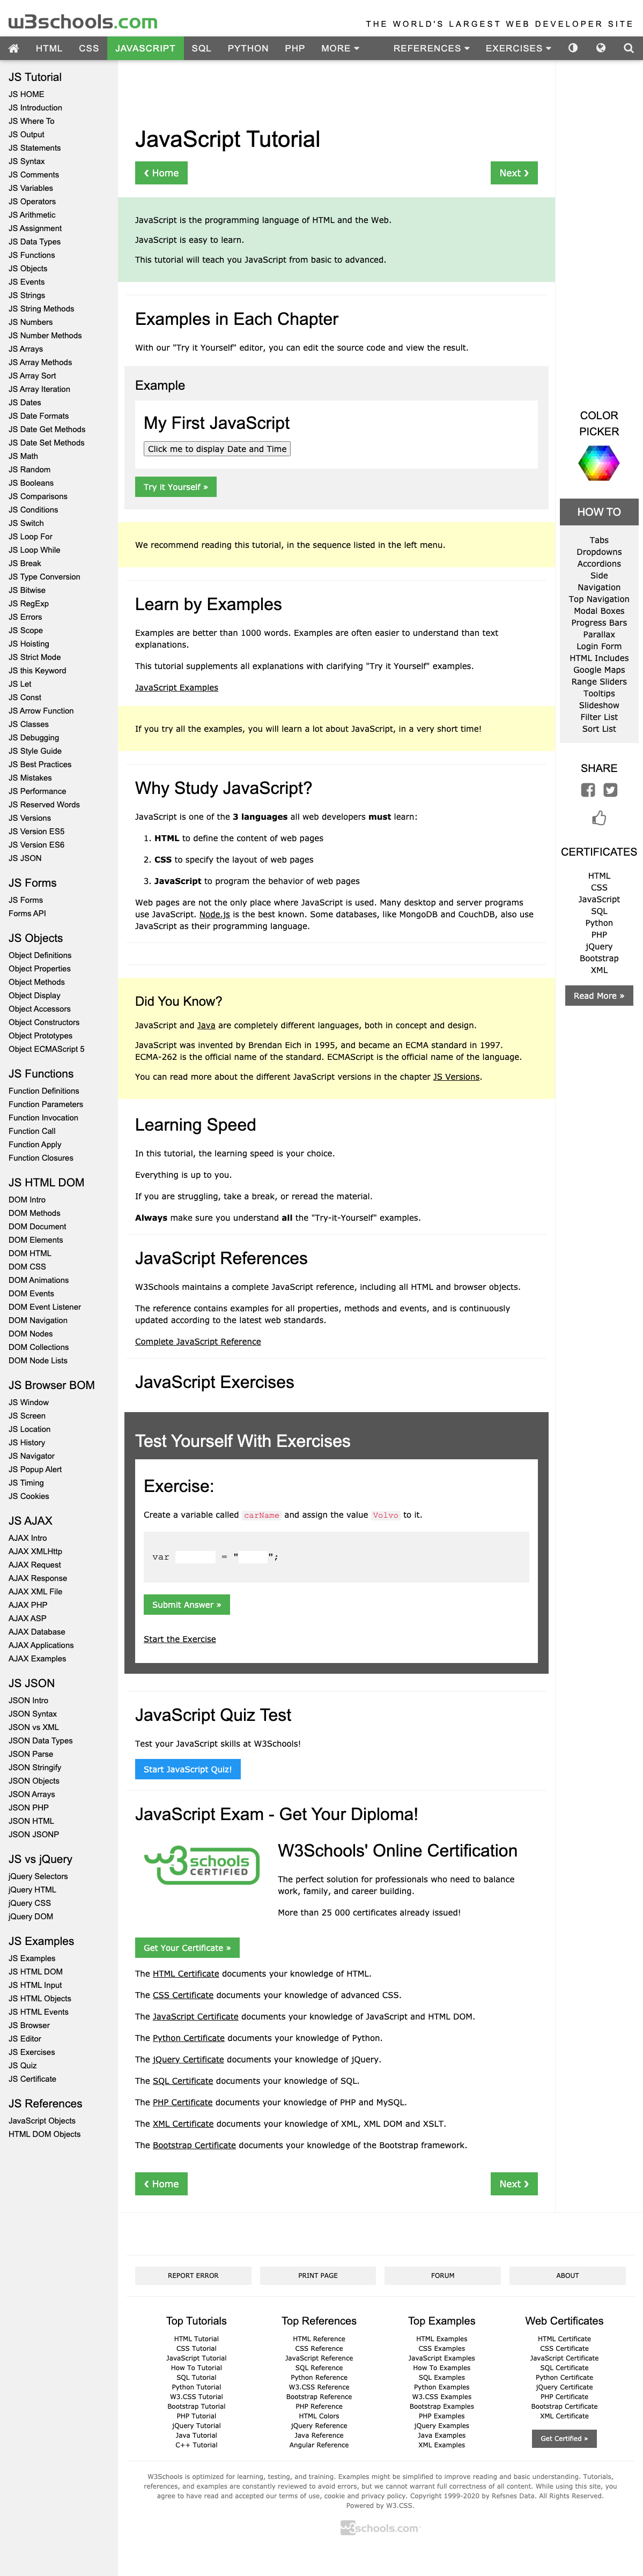 w3schools.com
THE WORLD'S LARGEST WEB DEVELOPER SITE
HTML CSS JAVASCRIPT SQL PYTHON PHP MORE REFERENCES EXERCISES
JS Tutorial
JS HOME
JS Introduction
JS Where To
JS Output
JS Statements
JS Syntax
JS Comments
JS Variables
JS Operators
JS Arithmetic
JS Assignment
JS Data Types
JS Functions
JS Objects
JS Events
JS Strings
JS String Methods
JS Numbers
JS Number Methods
JS Arrays
JS Array Methods
JS Array Sort
JS Array Iteration
JS Dates
JS Date Formats
JS Date Get Methods
JS Date Set Methods
JS Math
JS Random
JS Booleans
JS Comparisons
JS Conditions
JS Switch
JS Loop For
JS Loop While
JS Break
JS Type Conversion
JS Bitwise
JS RegExp
JS Errors
JS Scope
JS Hoisting
JS Strict Mode
JS this Keyword
JS Let
JS Const
JS Arrow Function
JS Classes
JS Debugging
JS Style Guide
JS Best Practices
JS Mistakes
JS Performance
JS Reserved Words
JS Versions
JS Version ES5
JS Version ES6
JS JSON
JS Forms
JS Forms
Forms API
JS Objects
Object Definitions
Object Properties
Object Methods
Object Display
Object Accessors
Object Constructors
Object Prototypes
Object ECMAScript 5
JS Functions
Function Definitions
Function Parameters
Function Invocation
Function Call
Function Apply
Function Closures
JS HTML DOM
DOM Intro
DOM Methods
DOM Document
DOM Elements
DOM HTML
DOM CSS
DOM Animations
DOM Events
DOM Event Listener
DOM Navigation
DOM Nodes
DOM Collections
DOM Node Lists
JS Browser BOM
JS Window
JS Screen
JS Location
JS History
JS Navigator
JS Popup Alert
JS Timing
JS Cookies
JS AJAX
AJAX Intro
AJAX XMLHttp
AJAX Request
AJAX Response
AJAX XML File
AJAX PHP
AJAX ASP
AJAX Database
AJAX Applications
AJAX Examples
JS JSON
JSON Intro
JSON Syntax
JSON vs XML
JSON Data Types
JSON Parse
JSON Stringify
JSON Objects
JSON Arrays
JSON PHP
JSON HTML
JSON JSONP
JS vs jQuery
jQuery Selectors
jQuery HTML
jQuery CSS
jQuery DOM
JS Examples
JS Examples
JS HTML DOM
JS HTML Input
JS HTML Objects
JS HTML Events
JS Browser
JS Editor
JS Exercises
JS Quiz
JS Certificate
JS References
JavaScript Objects
HTML DOM Objects
JavaScript Tutorial
❮ Home Next ❯
JavaScript is the programming language of HTML and the Web.
JavaScript is easy to learn.
This tutorial will teach you JavaScript from basic to advanced.
Examples in Each Chapter
With our "Try it Yourself" editor, you can edit the source code and view the result.
Example
My First JavaScript
Click me to display Date and Time
Try it Yourself »
We recommend reading this tutorial, in the sequence listed in the left menu.
Learn by Examples
Examples are better than 1000 words. Examples are often easier to understand than text
explanations.
This tutorial supplements all explanations with clarifying "Try it Yourself" examples.
JavaScript Examples
If you try all the examples, you will learn a lot about JavaScript, in a very short time!
Why Study JavaScript?
JavaScript is one of the 3 languages all web developers must learn:
1. HTML to define the content of web pages
2. CSS to specify the layout of web pages
3. JavaScript to program the behavior of web pages
Web pages are not the only place where JavaScript is used. Many desktop and server programs
use JavaScript. Node.js is the best known. Some databases, like MongoDB and CouchDB, also use
JavaScript as their programming language.
Did You Know?
JavaScript and Java are completely different languages, both in concept and design.
JavaScript was invented by Brendan Eich in 1995, and became an ECMA standard in 1997.
ECMA-262 is the official name of the standard. ECMAScript is the official name of the language.
You can read more about the different JavaScript versions in the chapter JS Versions.
Learning Speed
In this tutorial, the learning speed is your choice.
Everything is up to you.
If you are struggling, take a break, or reread the material.
Always make sure you understand all the "Try-it-Yourself" examples.
JavaScript References
W3Schools maintains a complete JavaScript reference, including all HTML and browser objects.
The reference contains examples for all properties, methods and events, and is continuously
updated according to the latest web standards.
Complete JavaScript Reference
JavaScript Exercises
Test Yourself With Exercises
Exercise:
Create a variable called carName and assign the value Volvo to it.
var = " ";
Submit Answer »
Start the Exercise
JavaScript Quiz Test
Test your JavaScript skills at W3Schools!
Start JavaScript Quiz!
JavaScript Exam - Get Your Diploma!
w3schools
CERTIFIED
W3Schools' Online Certification
The perfect solution for professionals who need to balance
work, family, and career building.
More than 25 000 certificates already issued!
Get Your Certificate »
The HTML Certificate documents your knowledge of HTML.
The CSS Certificate documents your knowledge of advanced CSS.
The JavaScript Certificate documents your knowledge of JavaScript and HTML DOM.
The Python Certificate documents your knowledge of Python.
The jQuery Certificate documents your knowledge of jQuery.
The SQL Certificate documents your knowledge of SQL.
The PHP Certificate documents your knowledge of PHP and MySQL.
The XML Certificate documents your knowledge of XML, XML DOM and XSLT.
The Bootstrap Certificate documents your knowledge of the Bootstrap framework.
❮ Home Next ❯
COLOR
PICKER
HOW TO
Tabs
Dropdowns
Accordions
Side
Navigation
Top Navigation
Modal Boxes
Progress Bars
Parallax
Login Form
HTML Includes
Google Maps
Range Sliders
Tooltips
Slideshow
Filter List
Sort List
SHARE
CERTIFICATES
HTML
CSS
JavaScript
SQL
Python
PHP
jQuery
Bootstrap
XML
Read More »
REPORT ERROR PRINT PAGE FORUM ABOUT
Top Tutorials
HTML Tutorial
CSS Tutorial
JavaScript Tutorial
How To Tutorial
SQL Tutorial
Python Tutorial
W3.CSS Tutorial
Bootstrap Tutorial
PHP Tutorial
jQuery Tutorial
Java Tutorial
C++ Tutorial
Top References
HTML Reference
CSS Reference
JavaScript Reference
SQL Reference
Python Reference
W3.CSS Reference
Bootstrap Reference
PHP Reference
HTML Colors
jQuery Reference
Java Reference
Angular Reference
Top Examples
HTML Examples
CSS Examples
JavaScript Examples
How To Examples
SQL Examples
Python Examples
W3.CSS Examples
Bootstrap Examples
PHP Examples
jQuery Examples
Java Examples
XML Examples
Web Certificates
HTML Certificate
CSS Certificate
JavaScript Certificate
SQL Certificate
Python Certificate
jQuery Certificate
PHP Certificate
Bootstrap Certificate
XML Certificate
Get Certified »
W3Schools is optimized for learning, testing, and training. Examples might be simplified to improve reading and basic understanding. Tutorials,
references, and examples are constantly reviewed to avoid errors, but we cannot warrant full correctness of all content. While using this site, you
agree to have read and accepted our terms of use, cookie and privacy policy. Copyright 1999-2020 by Refsnes Data. All Rights Reserved.
Powered by W3.CSS.
w3schools.com